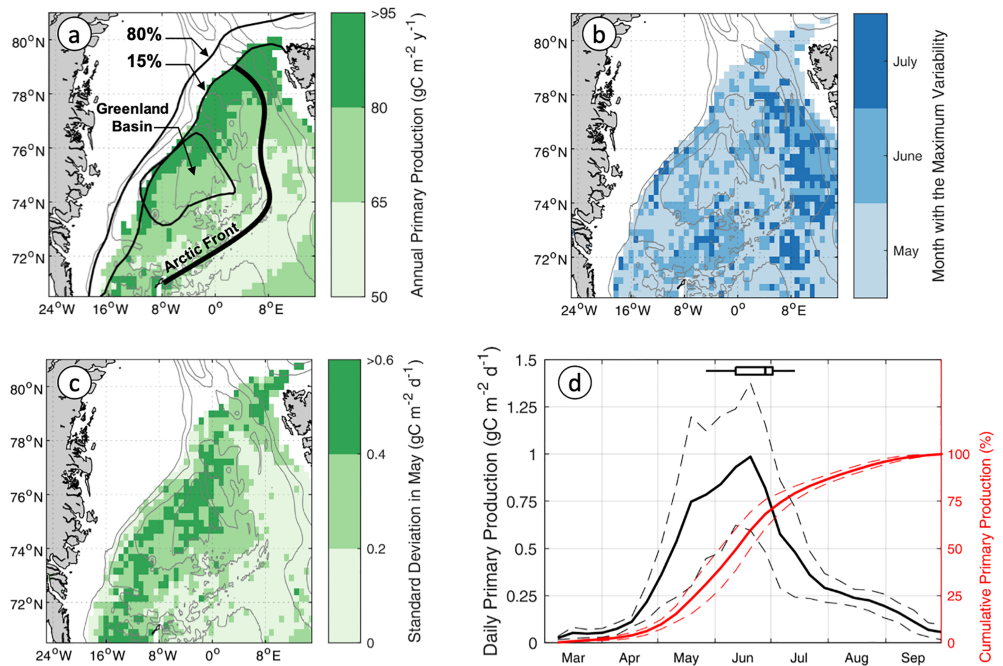 a
80%
15%
Greenland
Basin
Arctic Front
80°N
78°N
76°N
74°N
72°N
24°W
16°W
8°W
0°
8°E
>95
80
65
50
Annual Primary Production (gC m-2 y-1)
b
80°N
78°N
76°N
74°N
72°N
24°W
16°W
8°W
0°
8°E
July
June
May
Month with the Maximum Variability
c
80°N
78°N
76°N
74°N
72°N
24°W
16°W
8°W
0°
8°E
>0.6
0.4
0.2
0
Standard Deviation in May (gC m-2 d-1)
d
1.5
1.25
1
0.75
0.5
0.25
0
Daily Primary Production (gC m-2 d-1)
Mar
Apr
May
Jun
Jul
Aug
Sep
100
75
50
25
0
Cumulative Primary Production (%)